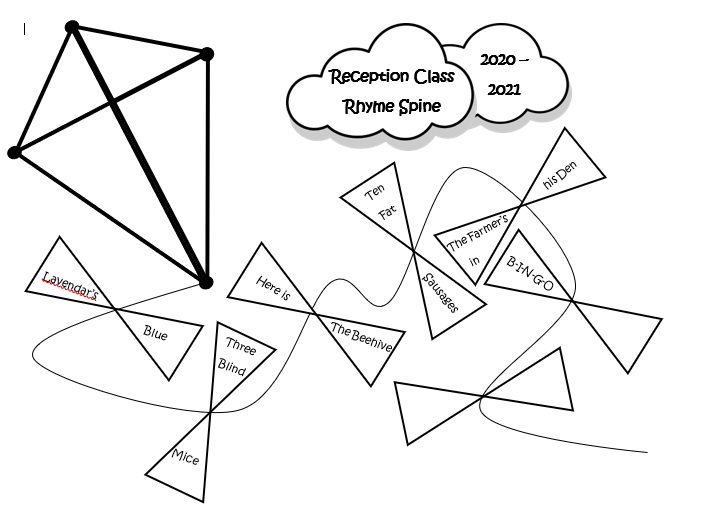 Reception Class
Rhyme Spine
2020 –
2021
Lavendar's
Blue
Three
Blind
Mice
Here is
The Beehive
Ten
Fat
Sausages
The Farmer's
in
his Den
B-I-N-G-O